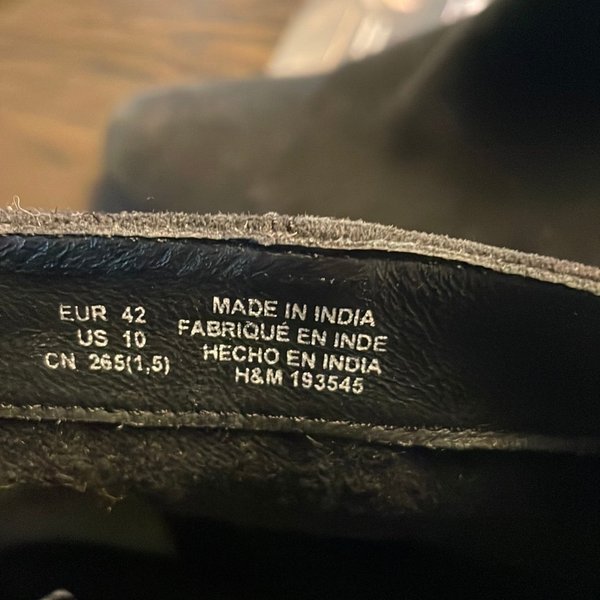 EUR 42
US 10
CN 265(1,5)
MADE IN INDIA
FABRIQUÉ EN INDE
HECHO EN INDIA
H&M 193545